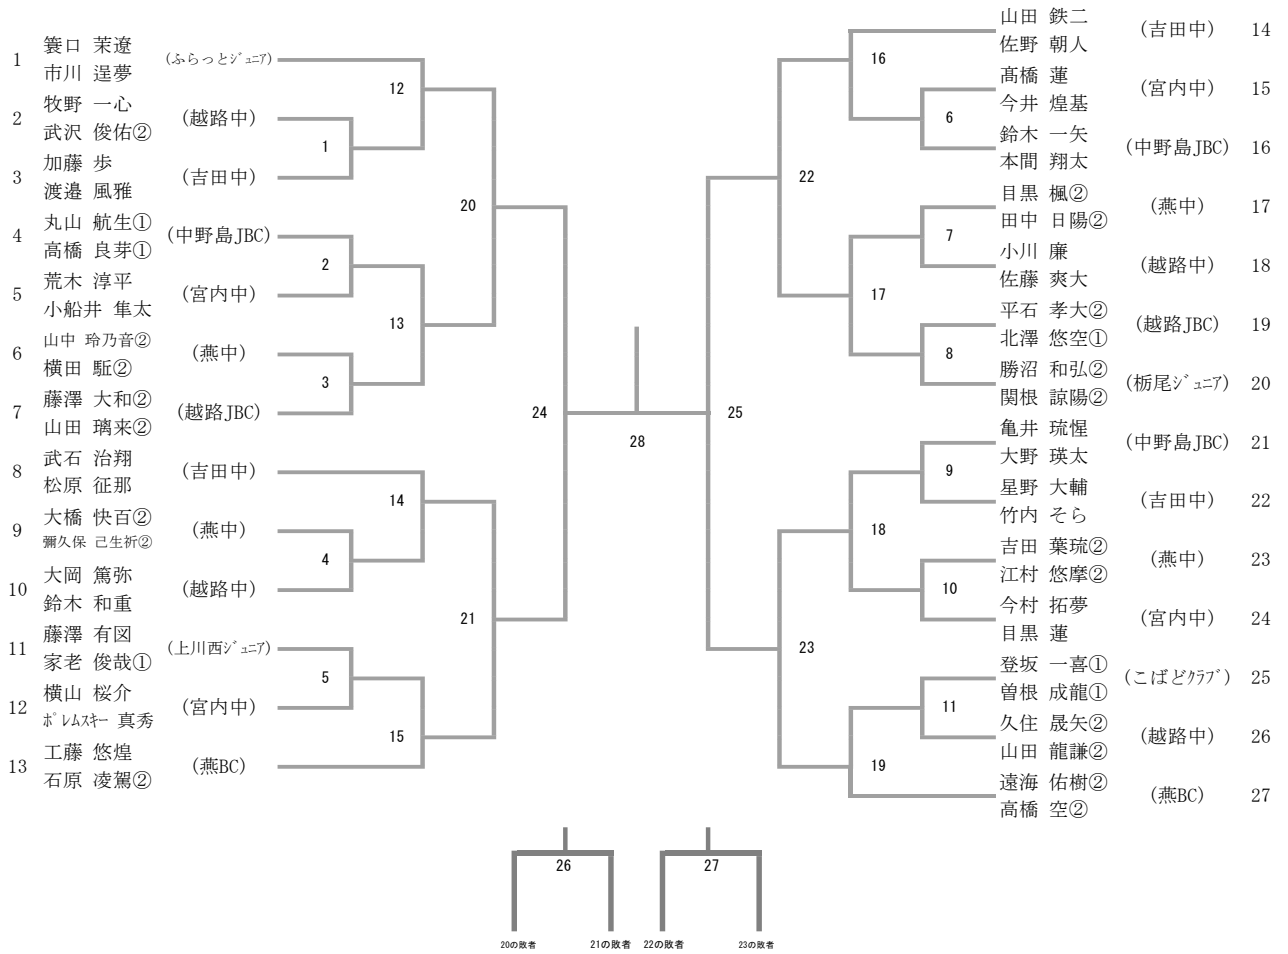 1 簑口 茉遼 (ふらっとｼﾞｭﾆｱ)
市川 逞夢
2 牧野 一心 (越路中)
武沢 俊佑②
3 加藤 歩 (吉田中)
渡邉 風雅
4 丸山 航生① (中野島JBC)
高橋 良芽①
5 荒木 淳平 (宮内中)
小船井 隼太
6 山中 玲乃音② (燕中)
横田 駈②
7 藤澤 大和② (越路JBC)
山田 璃来②
8 武石 治翔 (吉田中)
松原 征那
9 大橋 快百② (燕中)
彌久保 己生祈②
10 大岡 篤弥 (越路中)
鈴木 和重
11 藤澤 有図 (上川西ｼﾞｭﾆｱ)
家老 俊哉①
12 横山 桜介 (宮内中)
ﾎﾟﾚﾑｽｷｰ 真秀
13 工藤 悠煌 (燕BC)
石原 凌駕②
12
1
20
2
13
3
24
14
4
21
5
15
28
25
16
6
22
7
17
8
9
18
10
23
11
19
山田 鉄二 (吉田中) 14
佐野 朝人
髙橋 蓮 (宮内中) 15
今井 煌基
鈴木 一矢 (中野島JBC) 16
本間 翔太
目黒 楓② (燕中) 17
田中 日陽②
小川 廉 (越路中) 18
佐藤 爽大
平石 孝大② (越路JBC) 19
北澤 悠空①
勝沼 和弘② (栃尾ｼﾞｭﾆｱ) 20
関根 諒陽②
亀井 琉惺 (中野島JBC) 21
大野 瑛太
星野 大輔 (吉田中) 22
竹内 そら
吉田 葉琉② (燕中) 23
江村 悠摩②
今村 拓夢 (宮内中) 24
目黒 蓮
登坂 一喜① (こばどｸﾗﾌﾞ) 25
曽根 成龍①
久住 晟矢② (越路中) 26
山田 龍謙②
遠海 佑樹② (燕BC) 27
高橋 空②
26
27
20の敗者 21の敗者 22の敗者 23の敗者